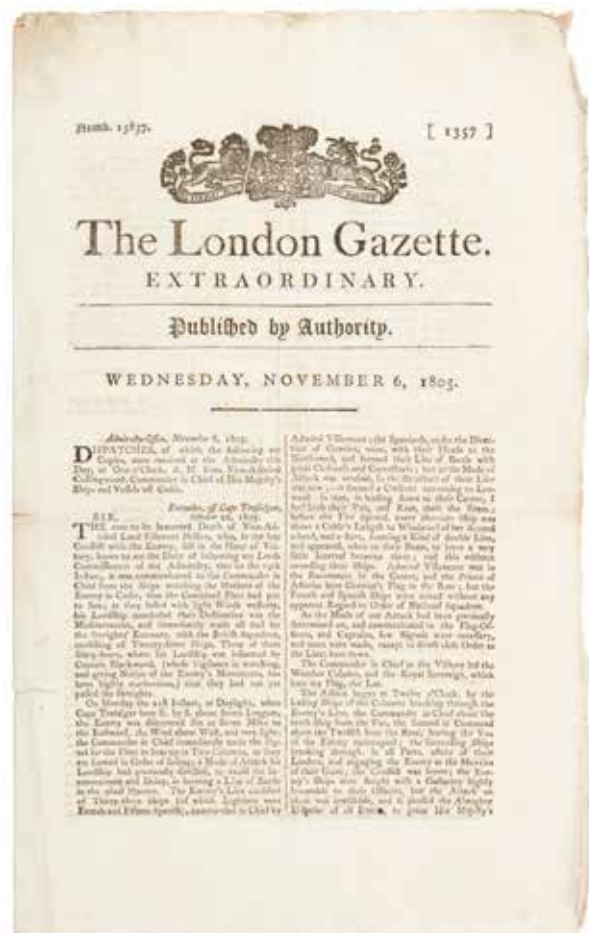 Numb. 15837.
[ 1357 ]
The London Gazette.
EXTRAORDINARY.
Published by Authority.
WEDNESDAY, NOVEMBER 6, 1805.
Admiralty-Office, November 6, 1805.
DISPATCHES, of which the following are
Copies, were received at the Admiralty this
Day, at One o'Clock A. M. from Vice-Admiral
Collingwood, Commander in Chief of His Majesty's
Ships and Vessels off Cadiz.
Euryalus, off Cape Trafalgar,
October 22, 1805.
SIR,
THE ever to be lamented Death of Vice-Ad-
miral Lord Viscount Nelson, who, in the late
Conflict with the Enemy, fell in the Hour of Vic-
tory, leaves to me the Duty of informing my Lords
Commissioners of the Admiralty, that on the 19th
Instant, it was communicated to the Commander in
Chief from the Ships watching the Motions of the
Enemy in Cadiz, that the Combined Fleet had put
to Sea; as they sailed with light Winds westerly,
his Lordship concluded their Destination was the
Mediterranean, and immediately made all Sail for
the Streights' Entrance, with the British Squadron,
consisting of Twenty-seven Ships, Three of them
Sixty-fours, where his Lordship was informed by
Captain Blackwood, (whose Vigilance in watching,
and giving Notice of the Enemy's Movements, has
been highly meritorious,) that they had not yet
passed the Streights.
On Monday the 21st Instant, at Daylight, when
Cape Trafalgar bore E. by S. about Seven Leagues,
the Enemy was discovered Six or Seven Miles to
the Eastward, the Wind about West, and very light;
the Commander in Chief immediately made the Sig-
nal for the Fleet to bear up in Two Columns, as they
are formed in Order of Sailing; a Mode of Attack his
Lordship had previously directed, to avoid the In-
convenience and Delay, in forming a Line of Battle
in the usual Manner. The Enemy's Line consisted
of Thirty-three Ships (of which Eighteen were
French and Fifteen Spanish), commanded in Chief by
Admiral Villeneuve; the Spaniards, under the Direc-
tion of Gravina, wore, with their Heads to the
Northward, and formed their Line of Battle with
great Closeness and Correctness; but as the Mode of
Attack was unusual, so the Structure of their Line
was new; it formed a Crescent convexing to Lee-
ward so that, in leading down to their Centre, I
had both their Van, and Rear, abaft the Beam;
before the Fire opened, every alternate Ship was
about a Cable's Length to Windward of her Second
a-head, and a-stern, forming a Kind of double Line,
and appeared, when on their Beam, to leave a very
little Interval between them; and this without
crowding their Ships. Admiral Villeneuve was in
the Bucentaure in the Centre, and the Prince of
Asturias bore Gravina's Flag in the Rear; but the
French and Spanish Ships were mixed without any
apparent Regard to Order of National Squadron.
As the Mode of our Attack had been previously
determined on, and communicated to the Flag-Of-
ficers, and Captains, few Signals were necessary,
and none were made, except to direct close Order as
the Lines bore down.
The Commander in Chief in the Victory led the
Weather Column, and the Royal Sovereign, which
bore my Flag, the Lee.
The Action began at Twelve o'Clock, by the
leading Ships of the Columns breaking through the
Enemy's Line, the Commander in Chief about the
Tenth Ship from the Van, the Second in Command
about the Twelfth from the Rear, leaving the Van
of the Enemy unoccupied; the succeeding Ships
breaking through, in all Parts, astern of their
Leaders, and engaging the Enemy at the Muzzles
of their Guns; the Conflict was severe; the Ene-
my's Ships were fought with a Gallantry highly
honorable to their Officers, but the Attack on
them was irresistible, and it pleased the Almighty
Disposer of all Events, to grant His Majesty's